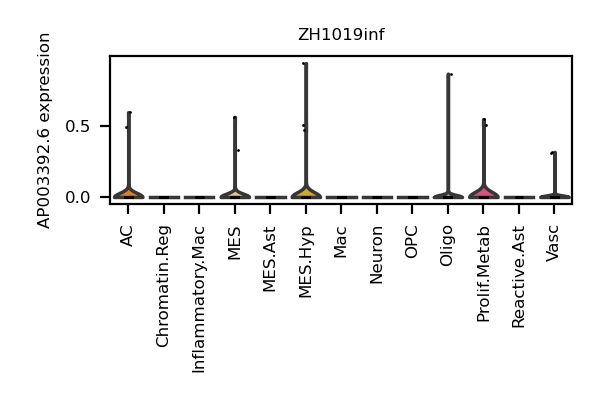 ZH1019inf
AP003392.6 expression
0.5
0.0
AC
Chromatin.Reg
Inflammatory.Mac
MES
MES.Ast
MES.Hyp
Mac
Neuron
OPC
Oligo
Prolif.Metab
Reactive.Ast
Vasc